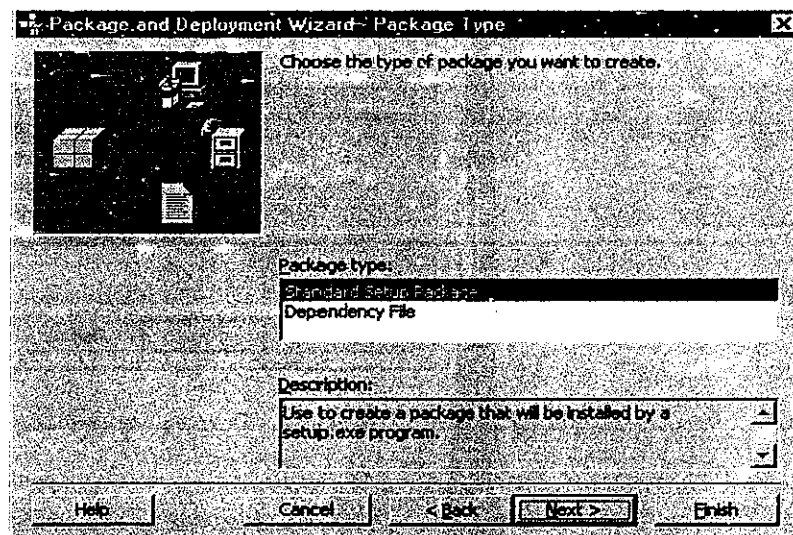 Package and Deployment Wizard - Package Type
Choose the type of package you want to create.
Package type:
Standard Setup Package
Dependency File
Description:
Use to create a package that will be installed by a
setup.exe program.
Help
Cancel
< Back
Next >
Finish